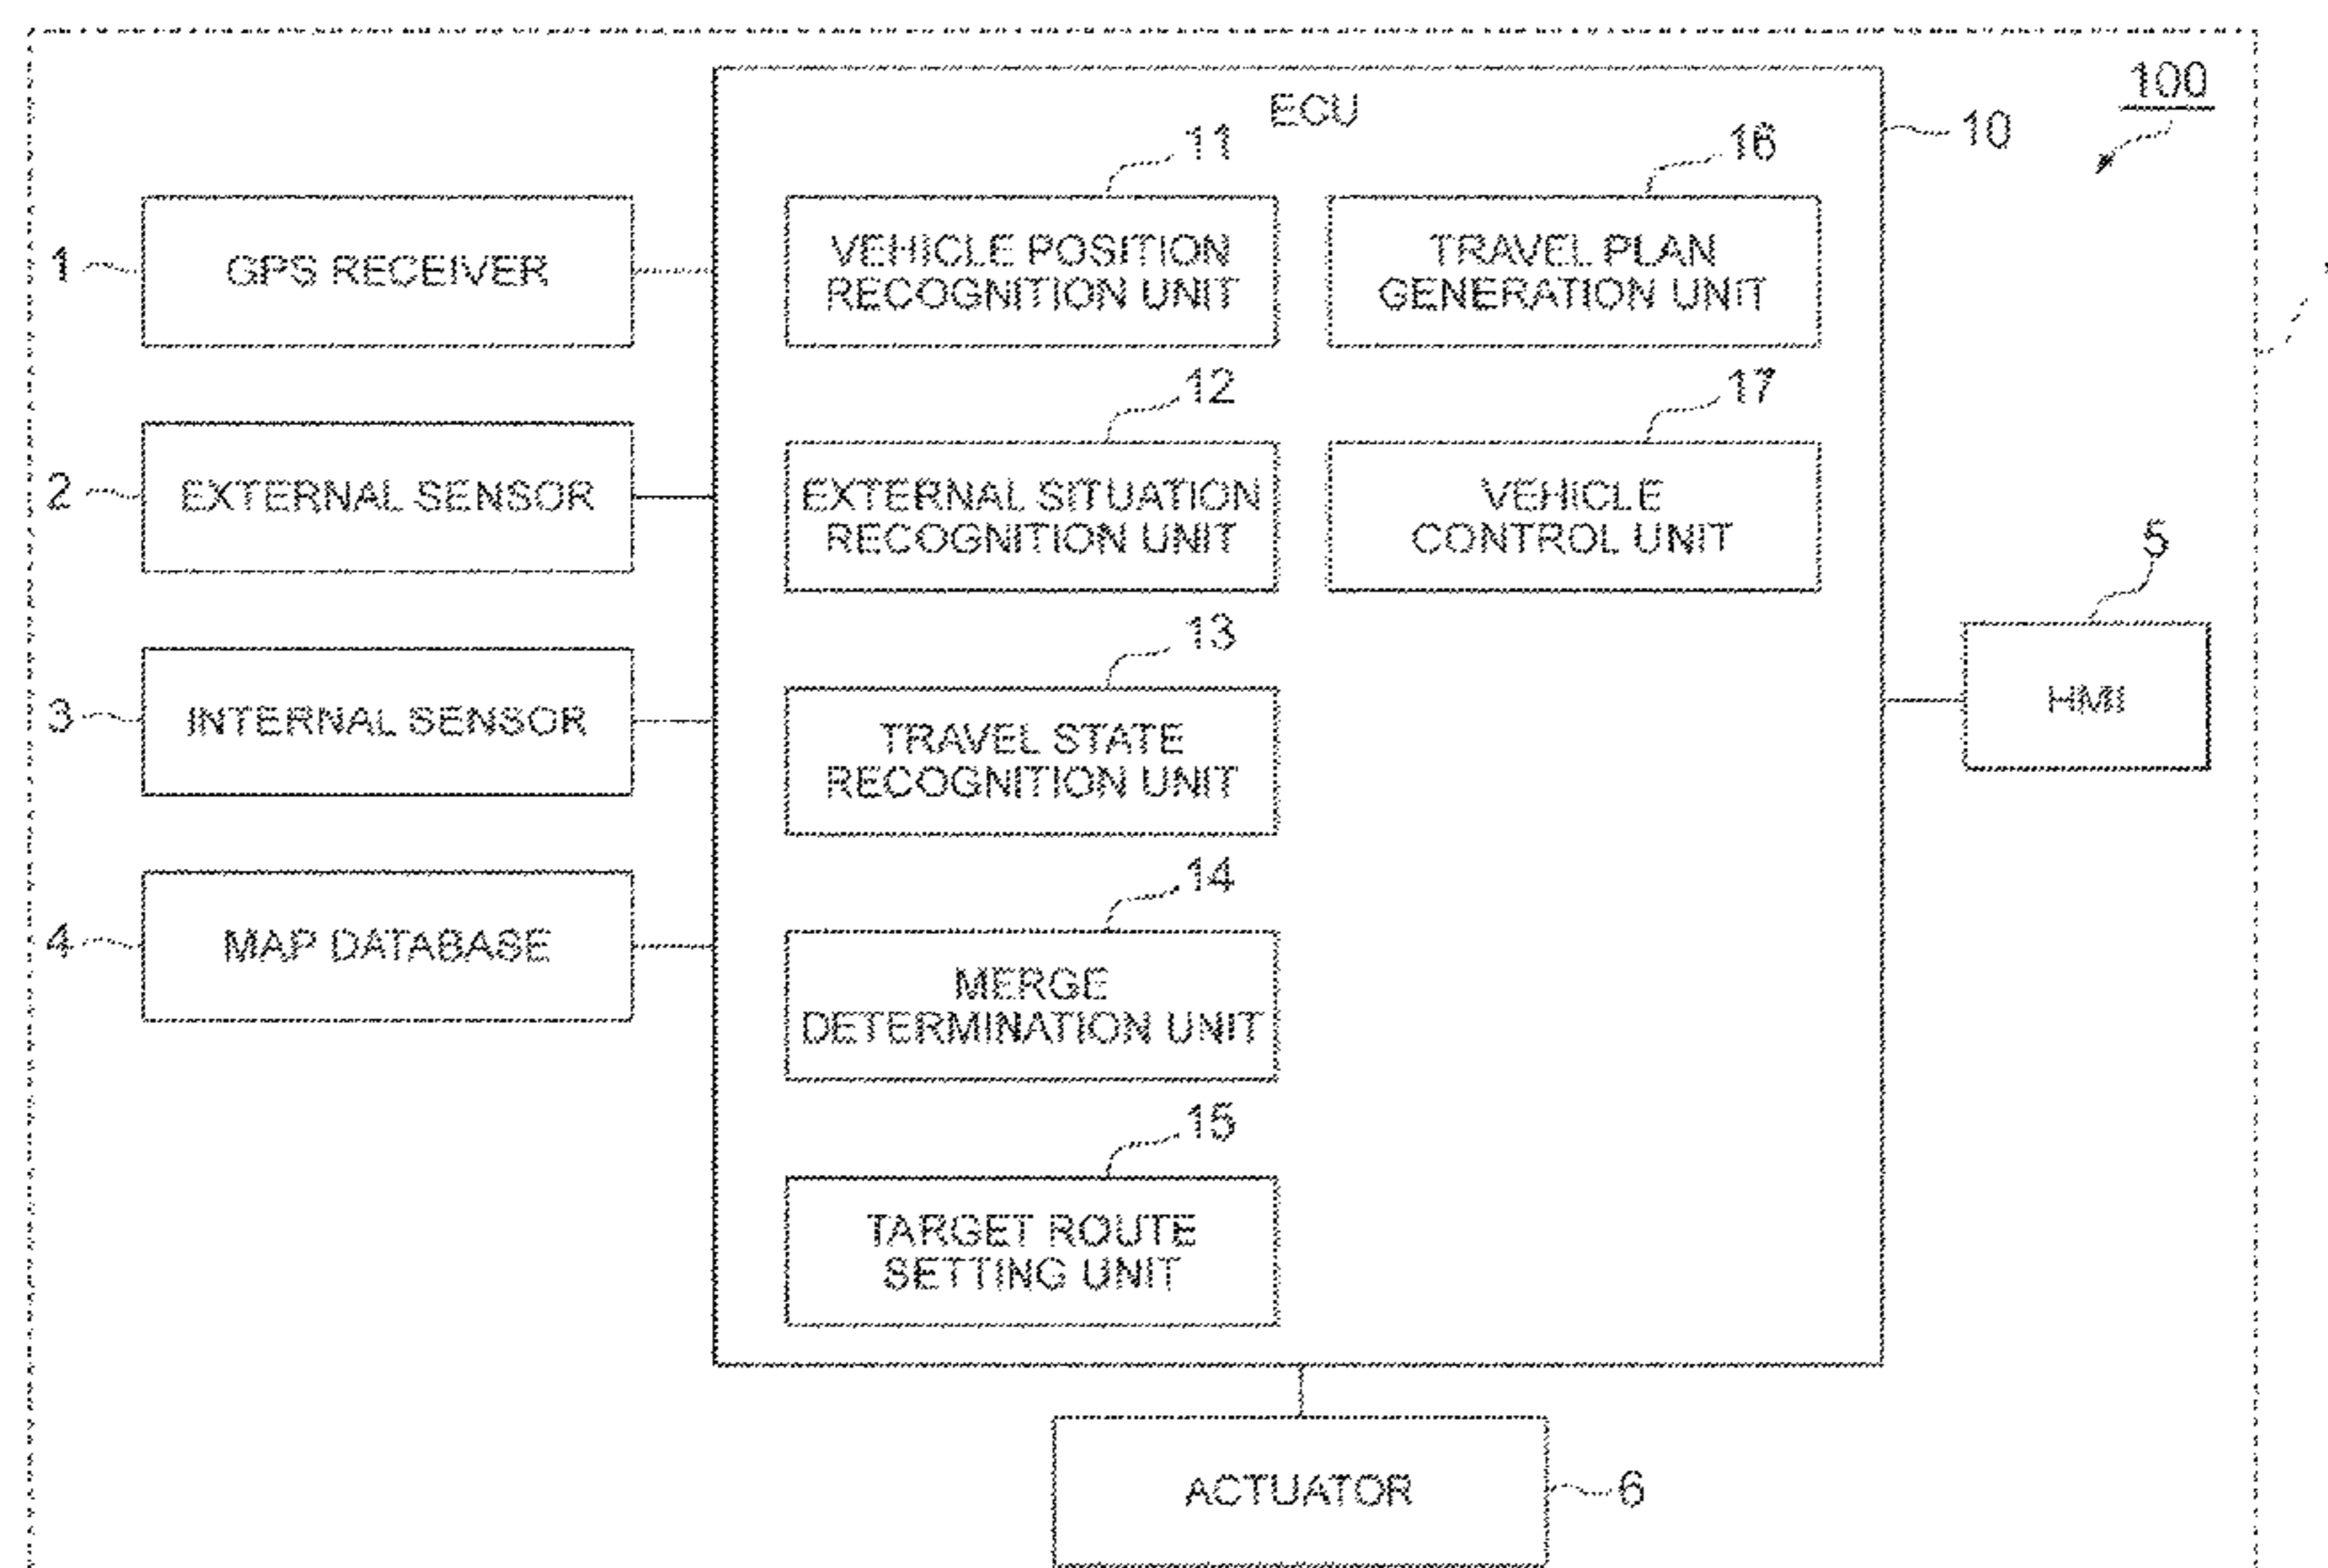 100
ECU
10
11
16
1
GPS RECEIVER
VEHICLE POSITION
RECOGNITION UNIT
TRAVEL PLAN
GENERATION UNIT
12
17
2
EXTERNAL SENSOR
EXTERNAL SITUATION
RECOGNITION UNIT
VEHICLE
CONTROL UNIT
5
13
3
INTERNAL SENSOR
TRAVEL STATE
RECOGNITION UNIT
HMI
14
4
MAP DATABASE
MERGE
DETERMINATION UNIT
15
TARGET ROUTE
SETTING UNIT
ACTUATOR
6